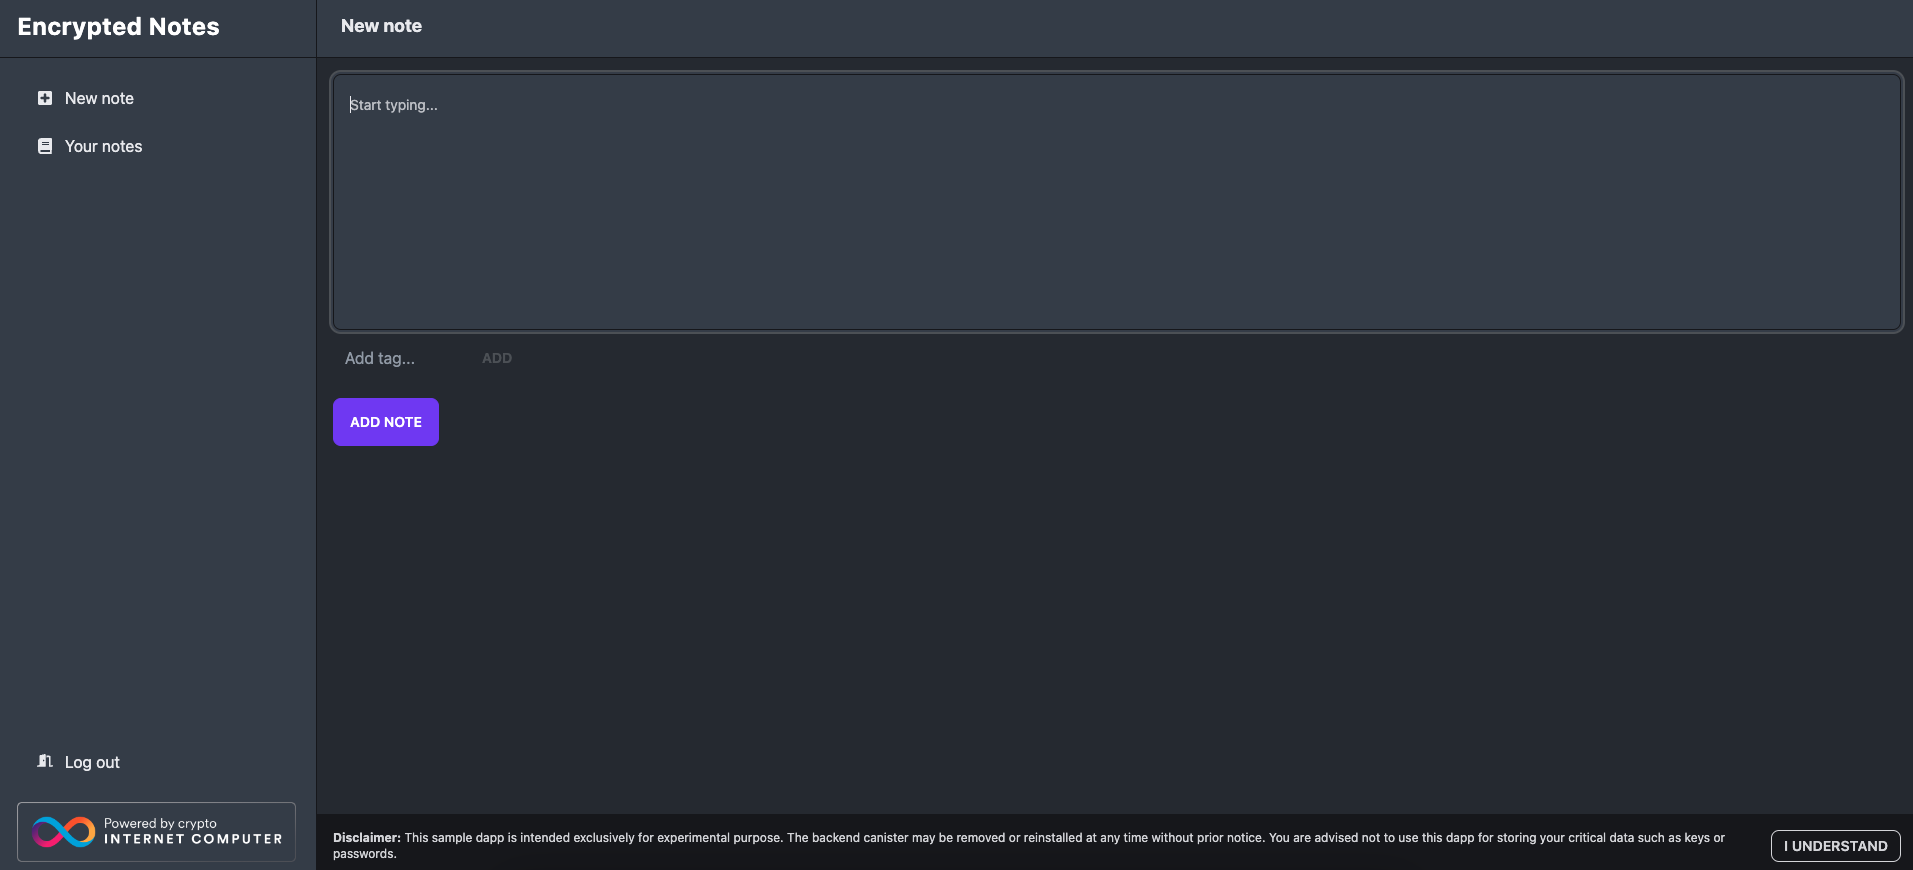 Encrypted Notes
New note
New note
Your notes
Start typing...
Add tag...
ADD
ADD NOTE
Log out
Powered by crypto
INTERNET COMPUTER
Disclaimer: This sample dapp is intended exclusively for experimental purpose. The backend canister may be removed or reinstalled at any time without prior notice. You are advised not to use this dapp for storing your critical data such as keys or
passwords.
I UNDERSTAND